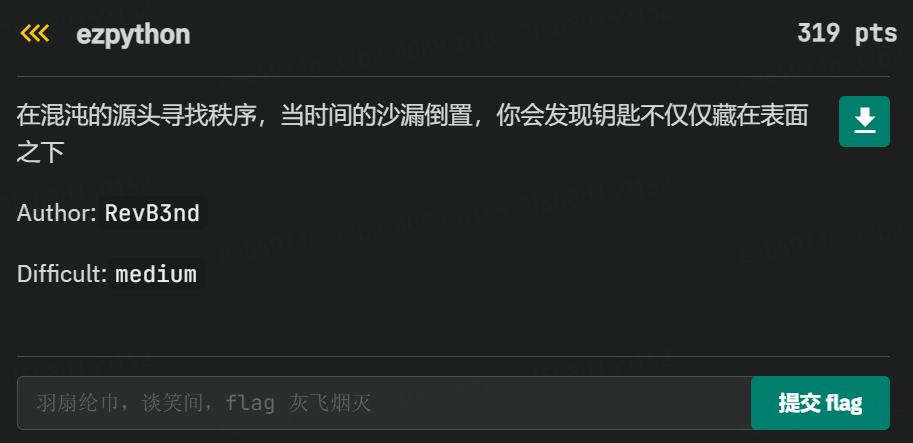 ezpython
319 pts
在混沌的源头寻找秩序，当时间的沙漏倒置，你会发现钥匙不仅仅藏在表面
之下
Author: RevB3nd
Difficult: medium
羽扇纶巾，谈笑间，flag 灰飞烟灭
提交 flag